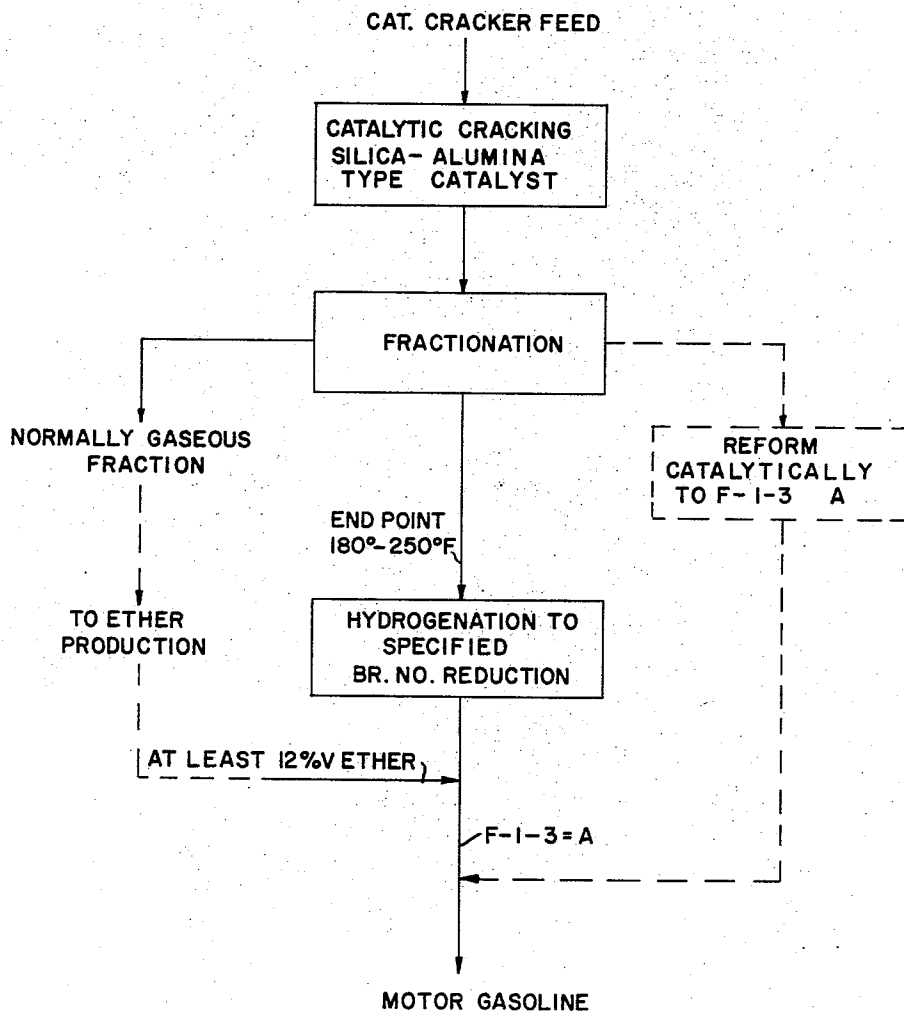 CAT. CRACKER FEED
CATALYTIC CRACKING
SILICA- ALUMINA
TYPE CATALYST
FRACTIONATION
NORMALLY GASEOUS
FRACTION
REFORM
CATALYTICALLY
TO F-1-3 A
END POINT
180°-250°F
TO ETHER
PRODUCTION
HYDROGENATION TO
SPECIFIED
BR. NO. REDUCTION
AT LEAST 12%V ETHER
F-1-3=A
MOTOR GASOLINE